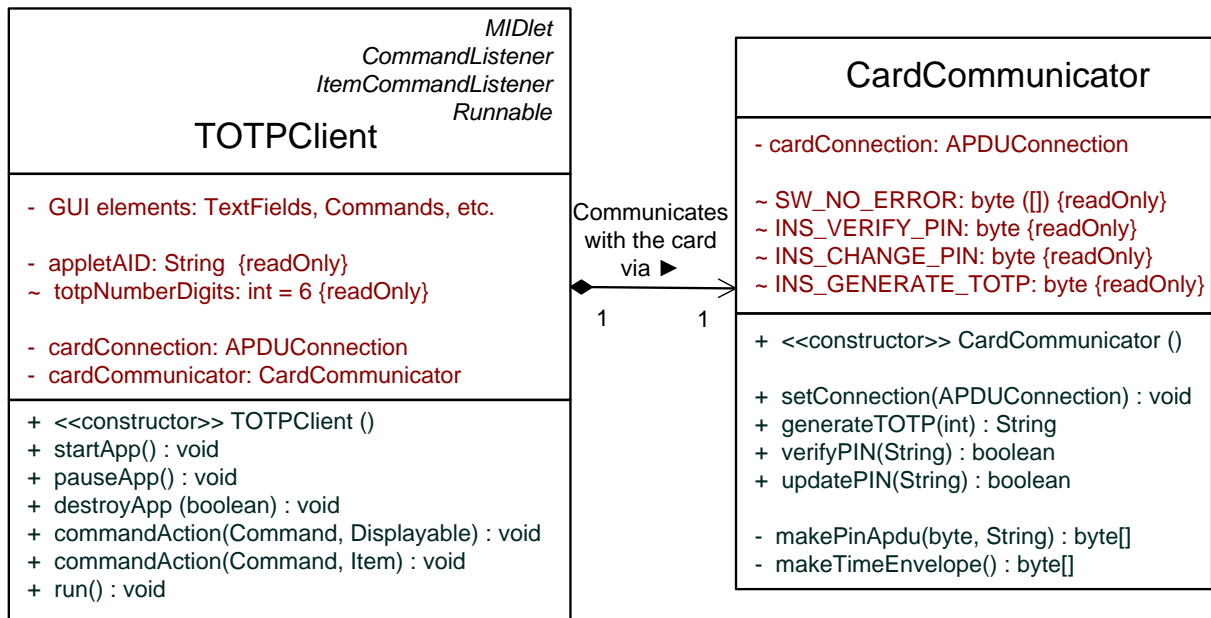 MIDlet
CommandListener
ItemCommandListener
Runnable
TOTPClient
- GUI elements: TextFields, Commands, etc.
- appletAID: String {readOnly}
~ totpNumberDigits: int = 6 {readOnly}
- cardConnection: APDUConnection
- cardCommunicator: CardCommunicator
+ <<constructor>> TOTPClient ()
+ startApp() : void
+ pauseApp() : void
+ destroyApp (boolean) : void
+ commandAction(Command, Displayable) : void
+ commandAction(Command, Item) : void
+ run() : void
Communicates
with the card
via ►
1 1
CardCommunicator
- cardConnection: APDUConnection
~ SW_NO_ERROR: byte ([]) {readOnly}
~ INS_VERIFY_PIN: byte {readOnly}
~ INS_CHANGE_PIN: byte {readOnly}
~ INS_GENERATE_TOTP: byte {readOnly}
+ <<constructor>> CardCommunicator ()
+ setConnection(APDUConnection) : void
+ generateTOTP(int) : String
+ verifyPIN(String) : boolean
+ updatePIN(String) : boolean
- makePinApdu(byte, String) : byte[]
- makeTimeEnvelope() : byte[]